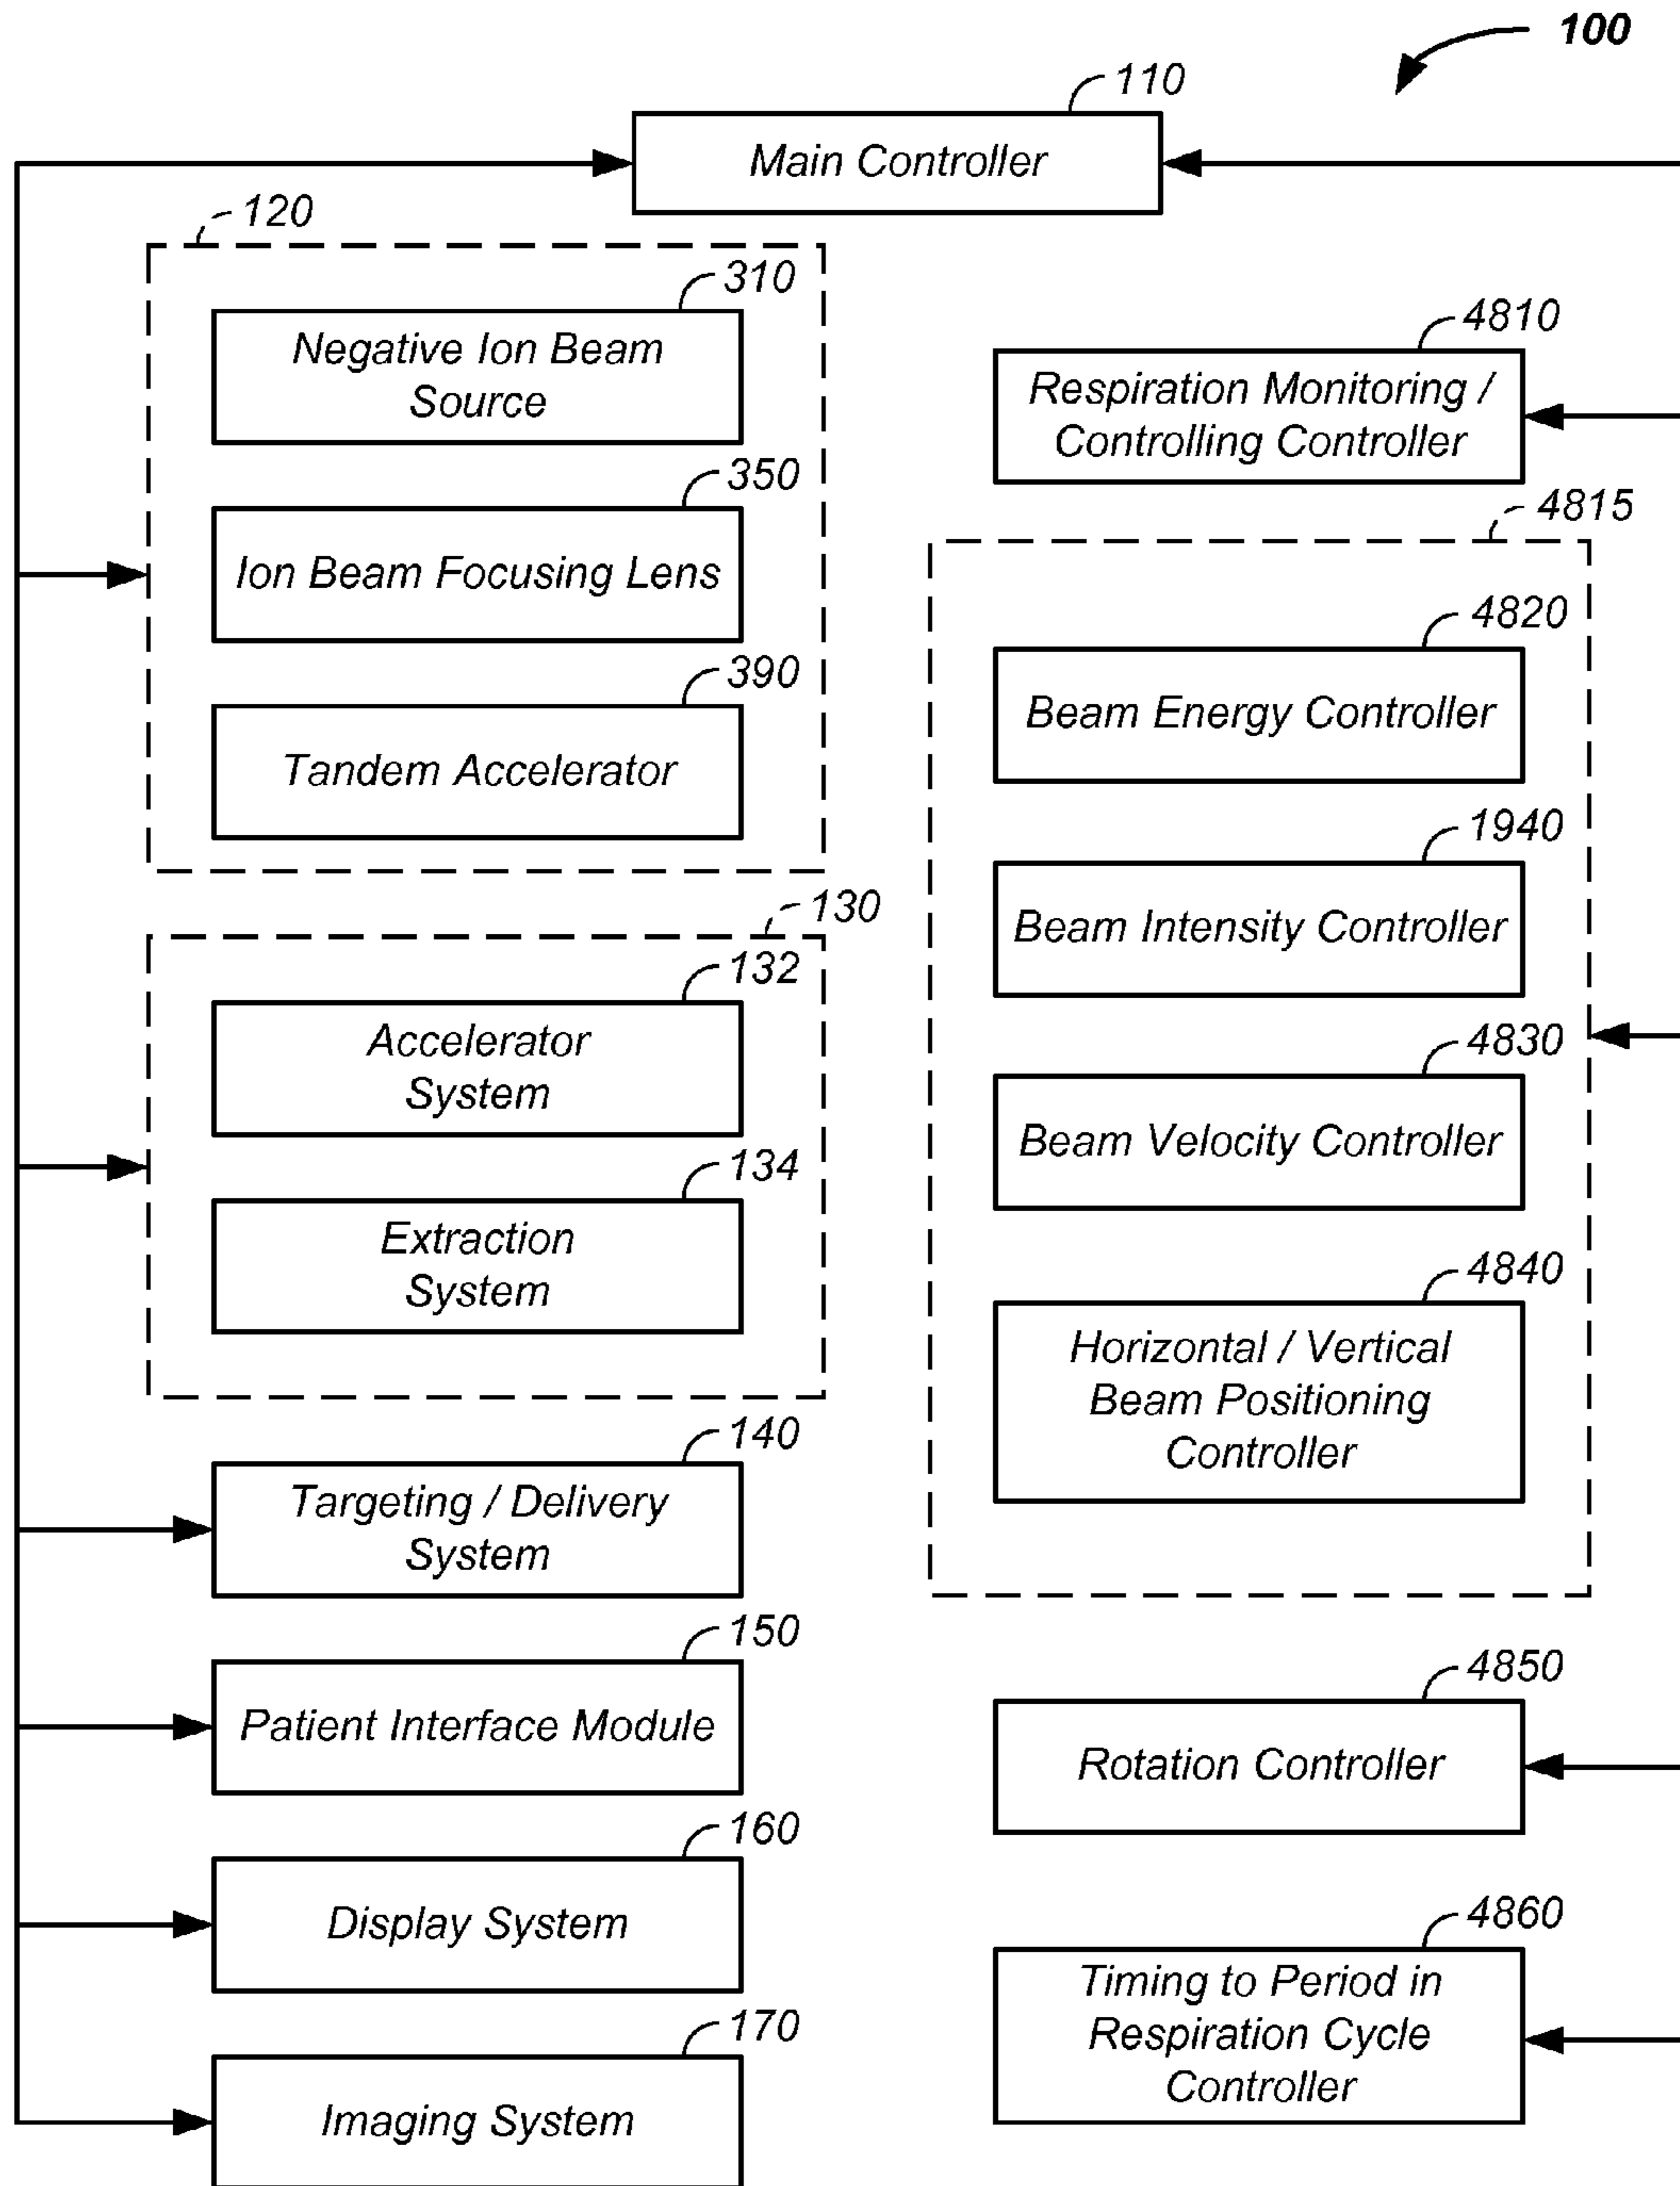 100
110
Main Controller
120
310
Negative Ion Beam
Source
350
Ion Beam Focusing Lens
390
Tandem Accelerator
130
132
Accelerator
System
134
Extraction
System
140
Targeting / Delivery
System
150
Patient Interface Module
160
Display System
170
Imaging System
4810
Respiration Monitoring /
Controlling Controller
4815
4820
Beam Energy Controller
1940
Beam Intensity Controller
4830
Beam Velocity Controller
4840
Horizontal / Vertical
Beam Positioning
Controller
4850
Rotation Controller
4860
Timing to Period in
Respiration Cycle
Controller